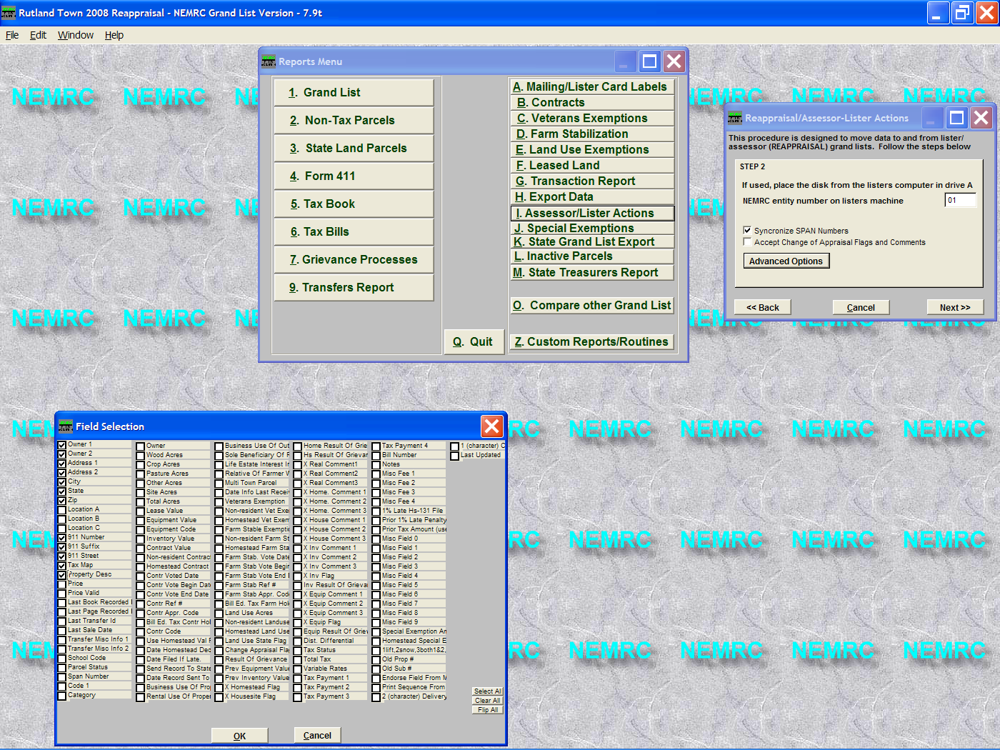 Rutland Town 2008 Reappraisal - NEMRC Grand List Version - 7.9t
File Edit Window Help
Reports Menu
1. Grand List
2. Non-Tax Parcels
3. State Land Parcels
4. Form 411
5. Tax Book
6. Tax Bills
7. Grievance Processes
9. Transfers Report
Q. Quit
A. Mailing/Lister Card Labels
B. Contracts
C. Veterans Exemptions
D. Farm Stabilization
E. Land Use Exemptions
F. Leased Land
G. Transaction Report
H. Export Data
I. Assessor/Lister Actions
J. Special Exemptions
K. State Grand List Export
L. Inactive Parcels
M. State Treasurers Report
O. Compare other Grand List
Z. Custom Reports/Routines
Reappraisal/Assessor-Lister Actions
This procedure is designed to move data to and from lister/
assessor (REAPPRAISAL) grand lists. Follow the steps below
STEP 2
If used, place the disk from the listers computer in drive A
NEMRC entity number on listers machine 01
Syncronize SPAN Numbers
Accept Change of Appraisal Flags and Comments
Advanced Options
<< Back Cancel Next >>
Field Selection
Owner 1
Owner 2
Address 1
Address 2
City
State
Zip
Location A
Location B
Location C
911 Number
911 Suffix
911 Street
Tax Map
Property Desc
Price
Price Valid
Last Book Recorded
Last Page Recorded
Last Transfer Id
Last Sale Date
Transfer Misc Info 1
Transfer Misc Info 2
School Code
Parcel Status
Span Number
Code 1
Category
Owner
Wood Acres
Crop Acres
Pasture Acres
Other Acres
Site Acres
Total Acres
Lease Value
Equipment Value
Equipment Code
Inventory Value
Contract Value
Non-resident Contrac
Homestead Contract
Contr Voted Date
Contr Vote Begin Dat
Contr Vote End Date
Contr Ref #
Contr Appr. Code
Bill Ed. Tax Contr Hol
Contr Code
Use Homestead Val F
Date Homestead Dec
Date Filed If Late.
Send Record To State
Date Record Sent To
Business Use Of Prop
Rental Use Of Proper
Business Use Of Out
Sole Beneficiary Of F
Life Estate Interest In
Relative Of Farmer W
Multi Town Parcel
Date Info Last Recei
Veterans Exemption
Non-resident Vet Exe
Homestead Vet Exem
Farm Stable Exempti
Non-resident Farm St
Homestead Farm Sta
Farm Stab. Vote Date
Farm Stab Vote Begir
Farm Stab Vote End
Farm Stab Ref #
Farm Stab Appr. Cod
Bill Ed. Tax Farm Hol
Land Use Acres
Non-resident Landuse
Homestead Land Use
Land Use State Flag
Change Appraisal Fla
Result Of Grievance
Prev Equipment Value
Prev Inventory Value
X Homestead Flag
X Housesite Flag
Home Result Of Grie
Hs Result Of Grievar
X Real Comment1
X Real Comment2
X Real Comment3
X Home. Comment 1
X Home. Comment 2
X Home. Comment 3
X House Comment 1
X House Comment 2
X House Comment 3
X Inv Comment 1
X Inv Comment 2
X Inv Comment 3
X Inv Flag
Inv Result Of Grieva
X Equip Comment 1
X Equip Comment 2
X Equip Comment 3
X Equip Flag
Equip Result Of Griev
Dist. Differential
Tax Status
Total Tax
Variable Rates
Tax Payment 1
Tax Payment 2
Tax Payment 3
Tax Payment 4
Bill Number
Notes
Misc Fee 1
Misc Fee 2
Misc Fee 3
Misc Fee 4
1% Late Hs-131 File
Prior 1% Late Penalty
Prior Tax Amount (use
Misc Field 0
Misc Field 1
Misc Field 2
Misc Field 3
Misc Field 4
Misc Field 5
Misc Field 6
Misc Field 7
Misc Field 8
Misc Field 9
Special Exemption An
Homestead Special E
1lift,2snow,3both1&2,
Old Prop #
Old Sub #
Endorse Field From M
Print Sequence From
2 (character) Delivery
1 (character) C
Last Updated
Select Al
Clear All
Flip All
OK Cancel